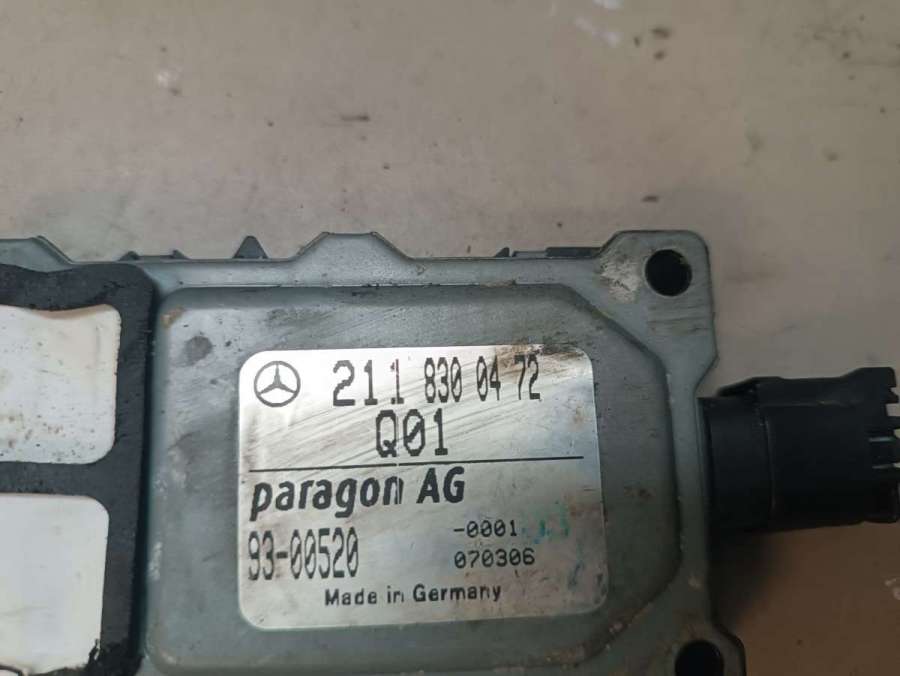 211 830 04 72
Q01
paragon AG
93-00520 -0001
070306
Made in Germany